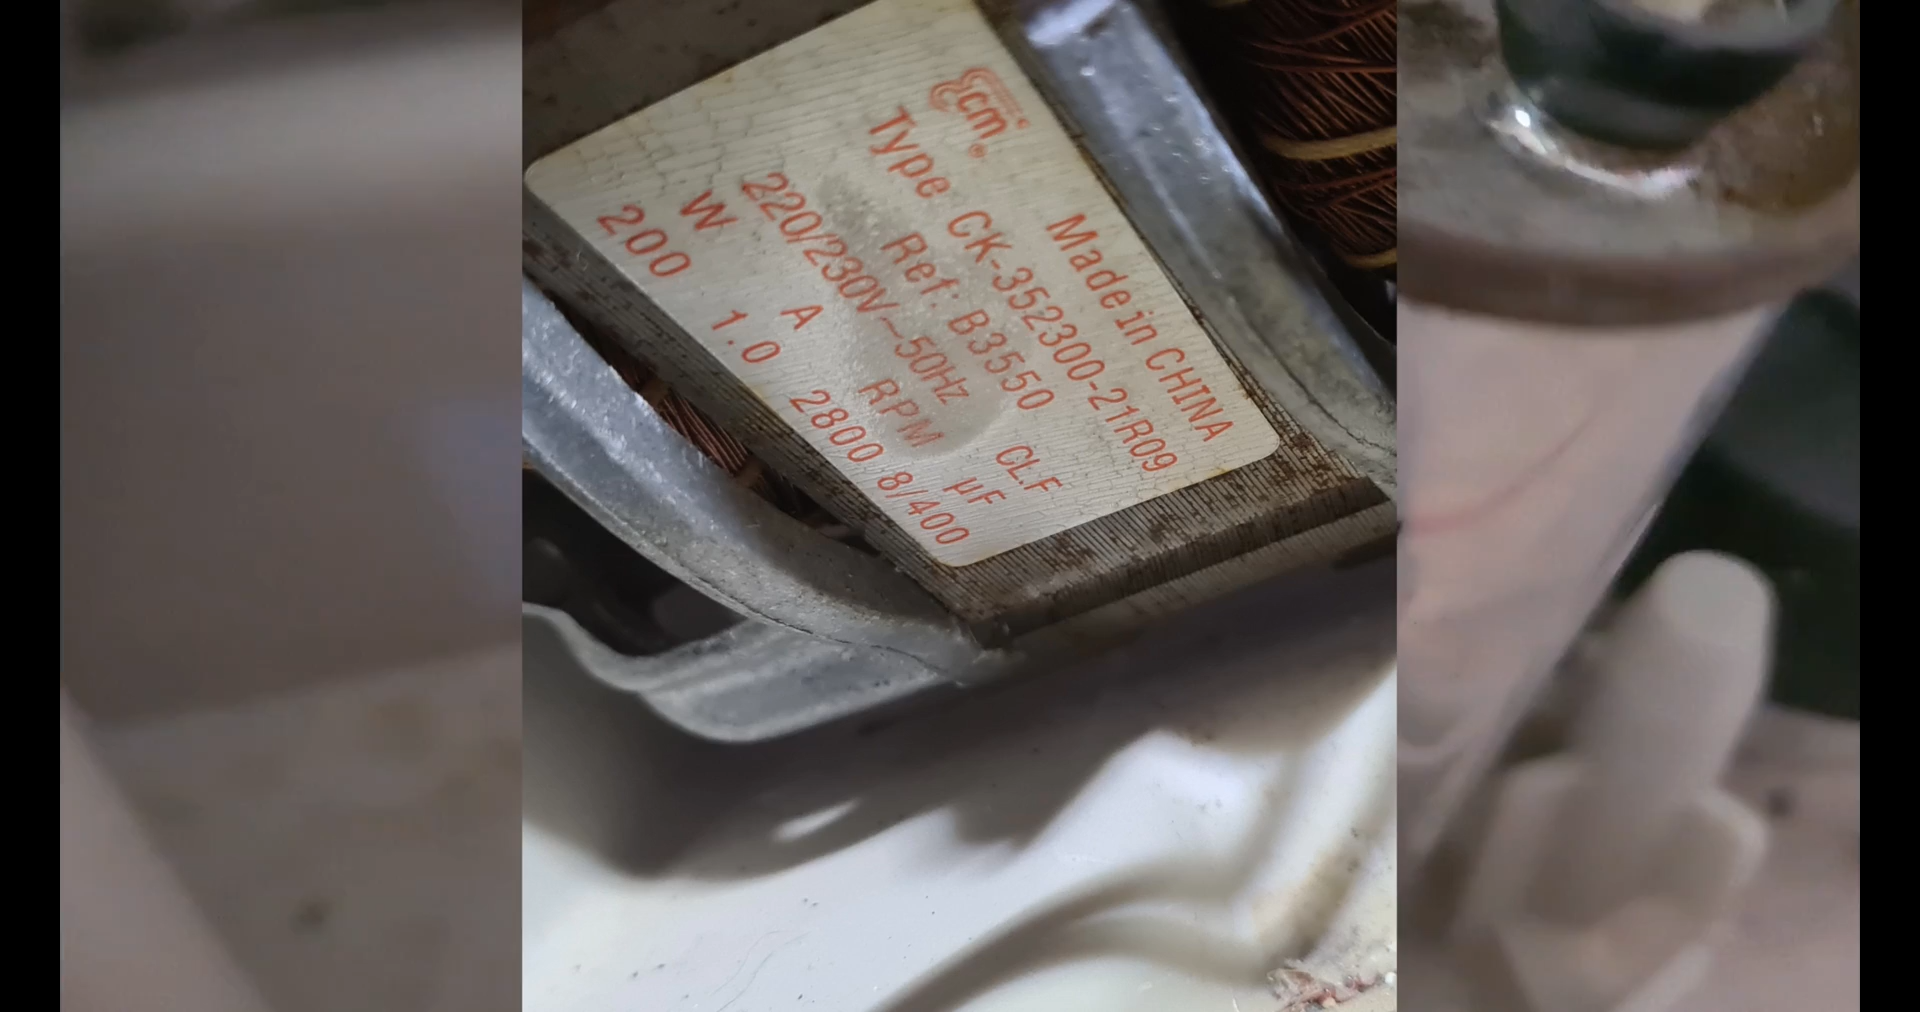 ecm.
Made in CHINA
Type CK-352300-21R09
Ref: B3550 CL.F
220/230V~50HZ µF
W A RPM 8/400
200 1.0 2800